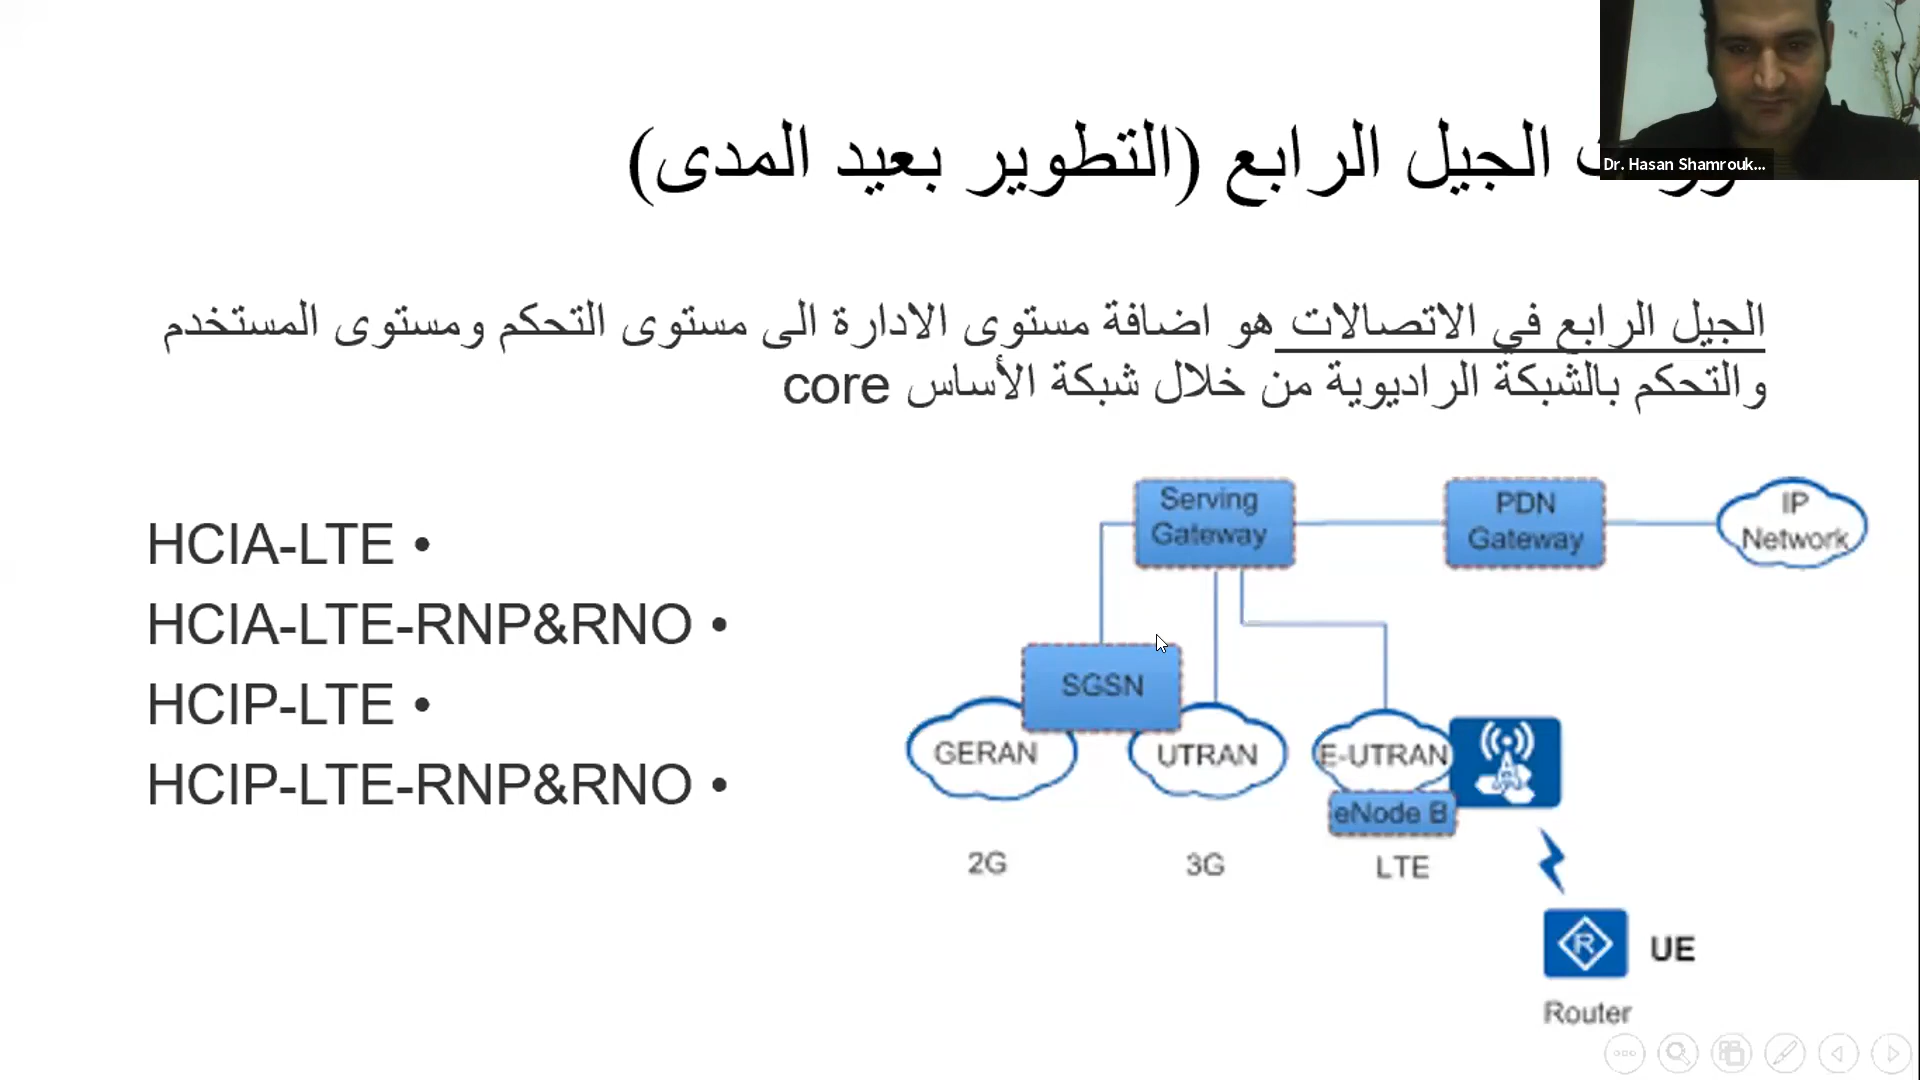 الجيل الرابع (التطوير بعيد المدى)
Dr. Hasan Shamrouk...
الجيل الرابع في الاتصالات هو اضافة مستوى الادارة الى مستوى التحكم ومستوى المستخدم
والتحكم بالشبكة الراديوية من خلال شبكة الأساس core
HCIA-LTE •
HCIA-LTE-RNP&RNO •
HCIP-LTE •
HCIP-LTE-RNP&RNO •
Serving
Gateway
PDN
Gateway
IP
Network
SGSN
GERAN
UTRAN
E-UTRAN
eNode B
2G
3G
LTE
R
UE
Router